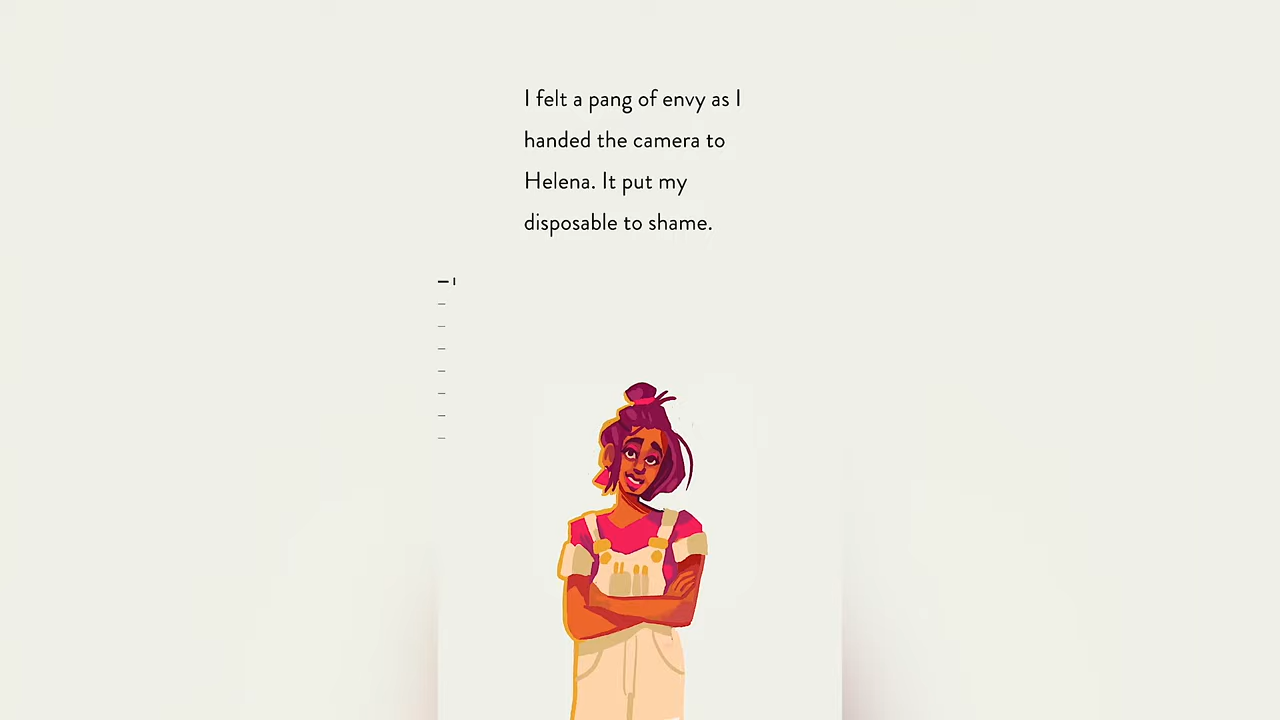 I felt a pang of envy as I
handed the camera to
Helena. It put my
disposable to shame.